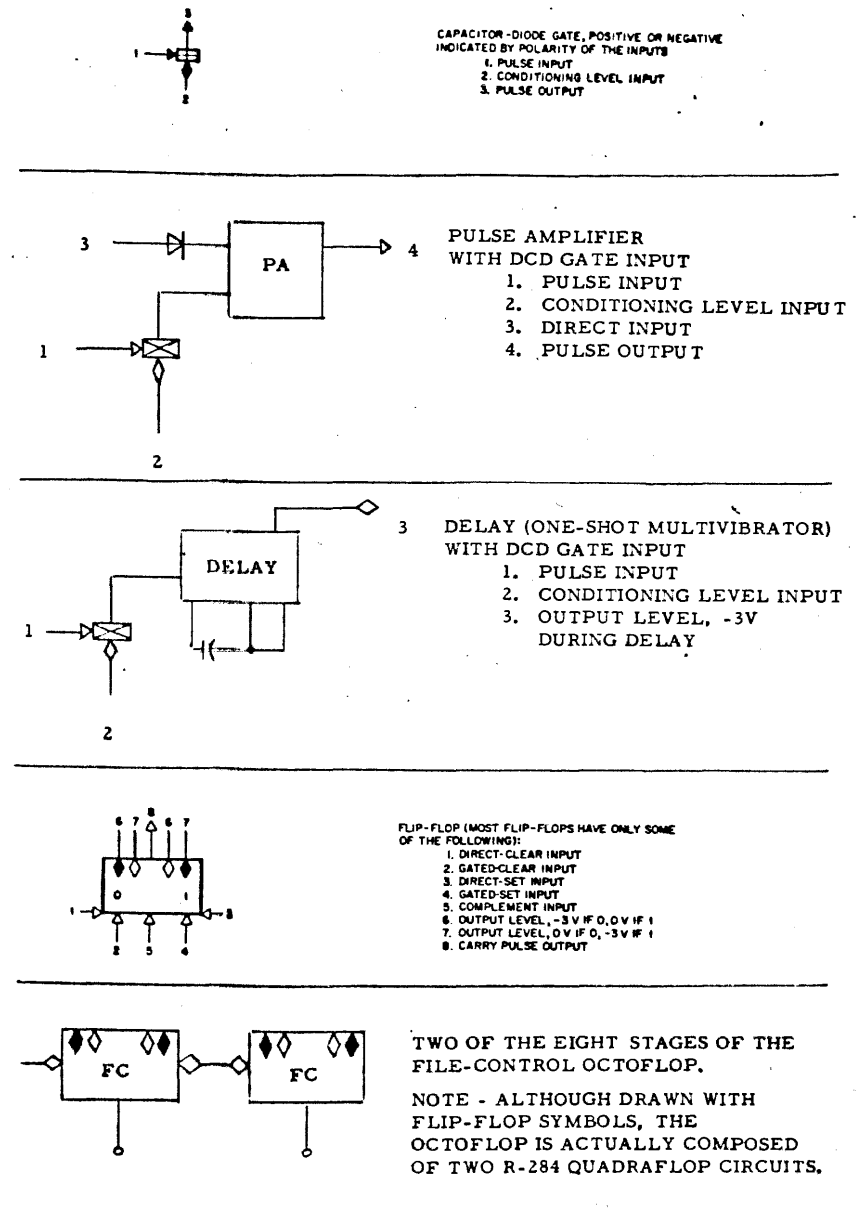 3
1
2
CAPACITOR-DIODE GATE, POSITIVE OR NEGATIVE
INDICATED BY POLARITY OF THE INPUTS
1. PULSE INPUT
2. CONDITIONING LEVEL INPUT
3. PULSE OUTPUT
3
PA
4
1
2
PULSE AMPLIFIER
WITH DCD GATE INPUT
1. PULSE INPUT
2. CONDITIONING LEVEL INPUT
3. DIRECT INPUT
4. PULSE OUTPUT
3
DELAY
1
2
DELAY (ONE-SHOT MULTIVIBRATOR)
WITH DCD GATE INPUT
1. PULSE INPUT
2. CONDITIONING LEVEL INPUT
3. OUTPUT LEVEL, -3V
DURING DELAY
6 7 8 6 7
0 1
1 3
2 5 4
FLIP-FLOP (MOST FLIP-FLOPS HAVE ONLY SOME
OF THE FOLLOWING):
1. DIRECT-CLEAR INPUT
2. GATED-CLEAR INPUT
3. DIRECT-SET INPUT
4. GATED-SET INPUT
5. COMPLEMENT INPUT
6. OUTPUT LEVEL, -3V IF 0, 0V IF 1
7. OUTPUT LEVEL, 0V IF 0, -3V IF 1
8. CARRY PULSE OUTPUT
FC FC
TWO OF THE EIGHT STAGES OF THE
FILE-CONTROL OCTOFLOP.
NOTE - ALTHOUGH DRAWN WITH
FLIP-FLOP SYMBOLS, THE
OCTOFLOP IS ACTUALLY COMPOSED
OF TWO R-284 QUADRAFLOP CIRCUITS.